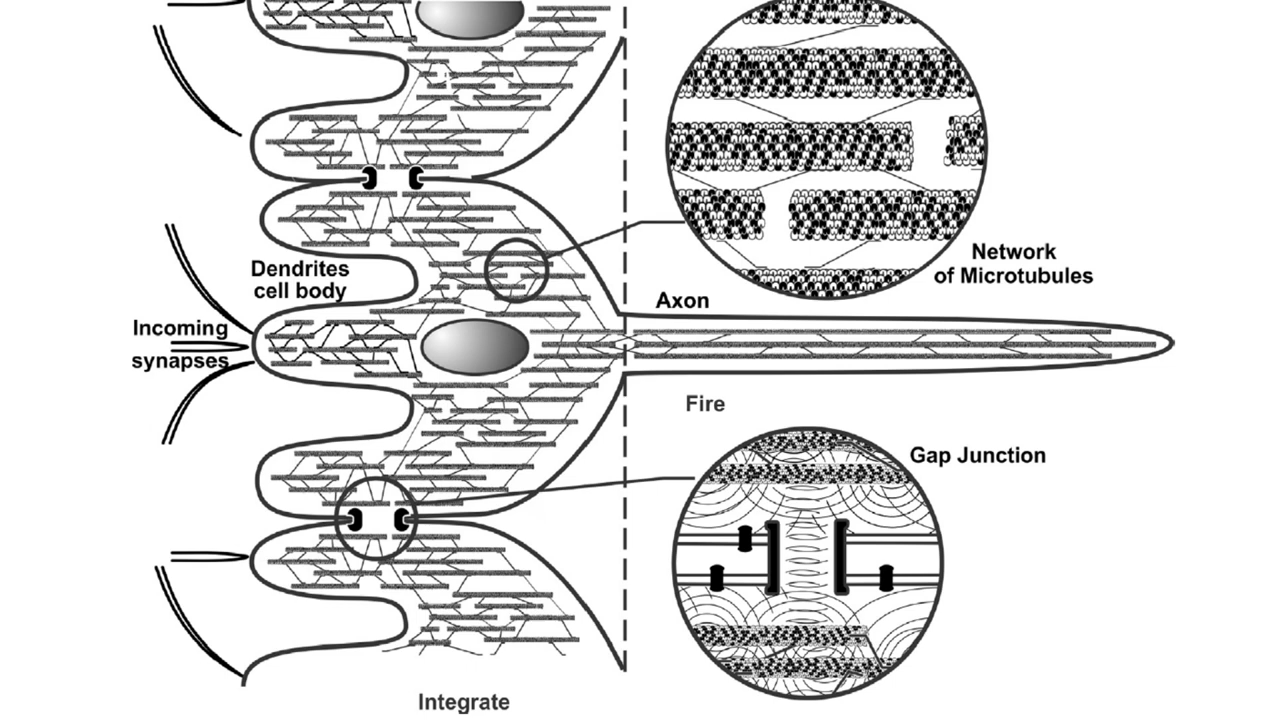 Network
of Microtubules
Dendrites
cell body
Axon
Incoming
synapses
Fire
Gap Junction
Integrate